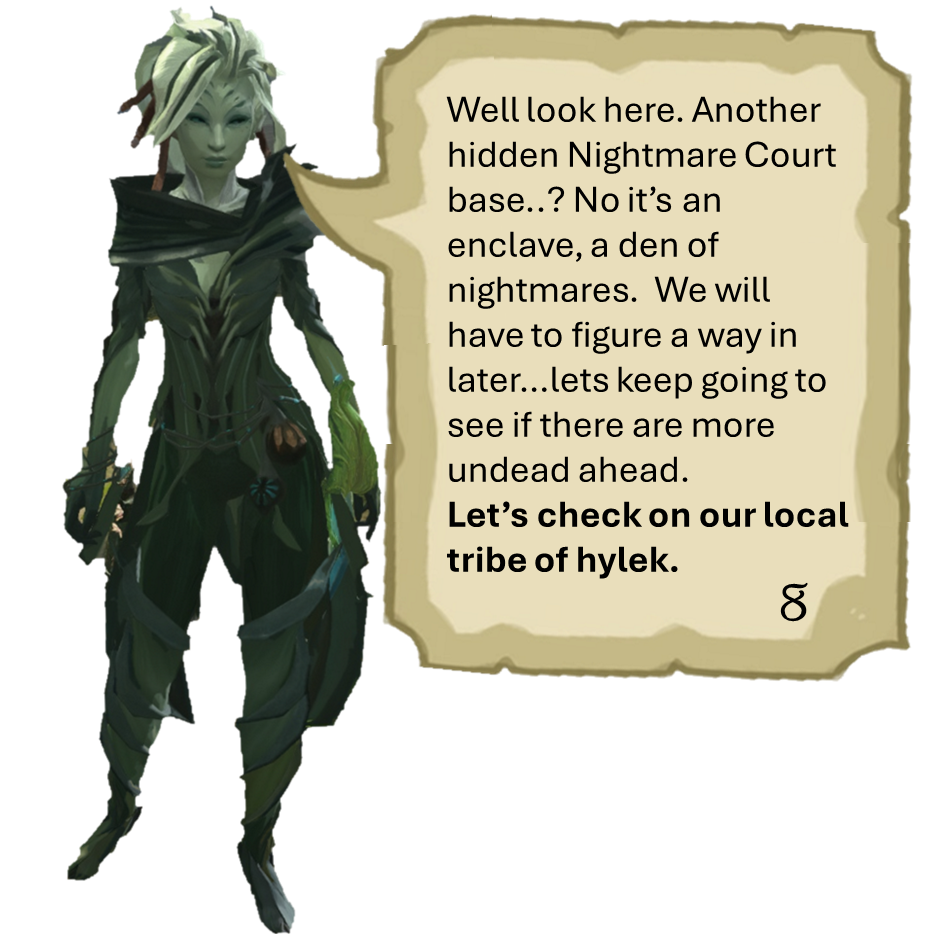 Well look here. Another
hidden Nightmare Court
base..? No it’s an
enclave, a den of
nightmares.  We will
have to figure a way in
later...lets keep going to
see if there are more
undead ahead.
Let’s check on our local
tribe of hylek.
8